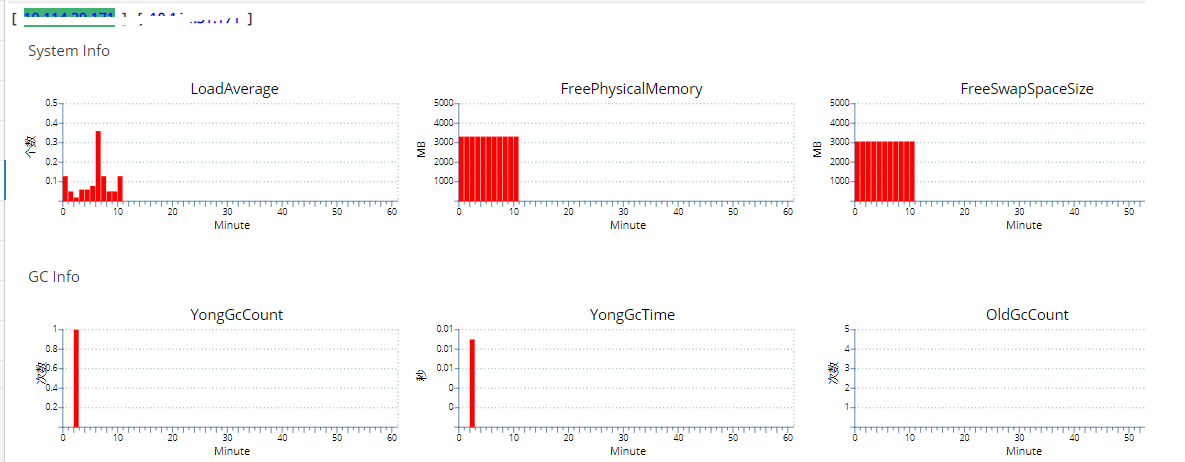 [ ] [ ]
System Info
LoadAverage
0.5
0.4
0.3
0.2
0.1
个数
0 10 20 30 40 50 60
Minute
FreePhysicalMemory
5000
4000
3000
2000
1000
MB
0 10 20 30 40 50 60
Minute
FreeSwapSpaceSize
5000
4000
3000
2000
1000
MB
0 10 20 30 40 50
Minute
GC Info
YongGcCount
1
0.8
0.6
0.4
0.2
次数
0 10 20 30 40 50 60
Minute
YongGcTime
0.01
0.01
0.01
0
0
秒
0 10 20 30 40 50 60
Minute
OldGcCount
5
4
3
2
1
次数
0 10 20 30 40 50
Minute